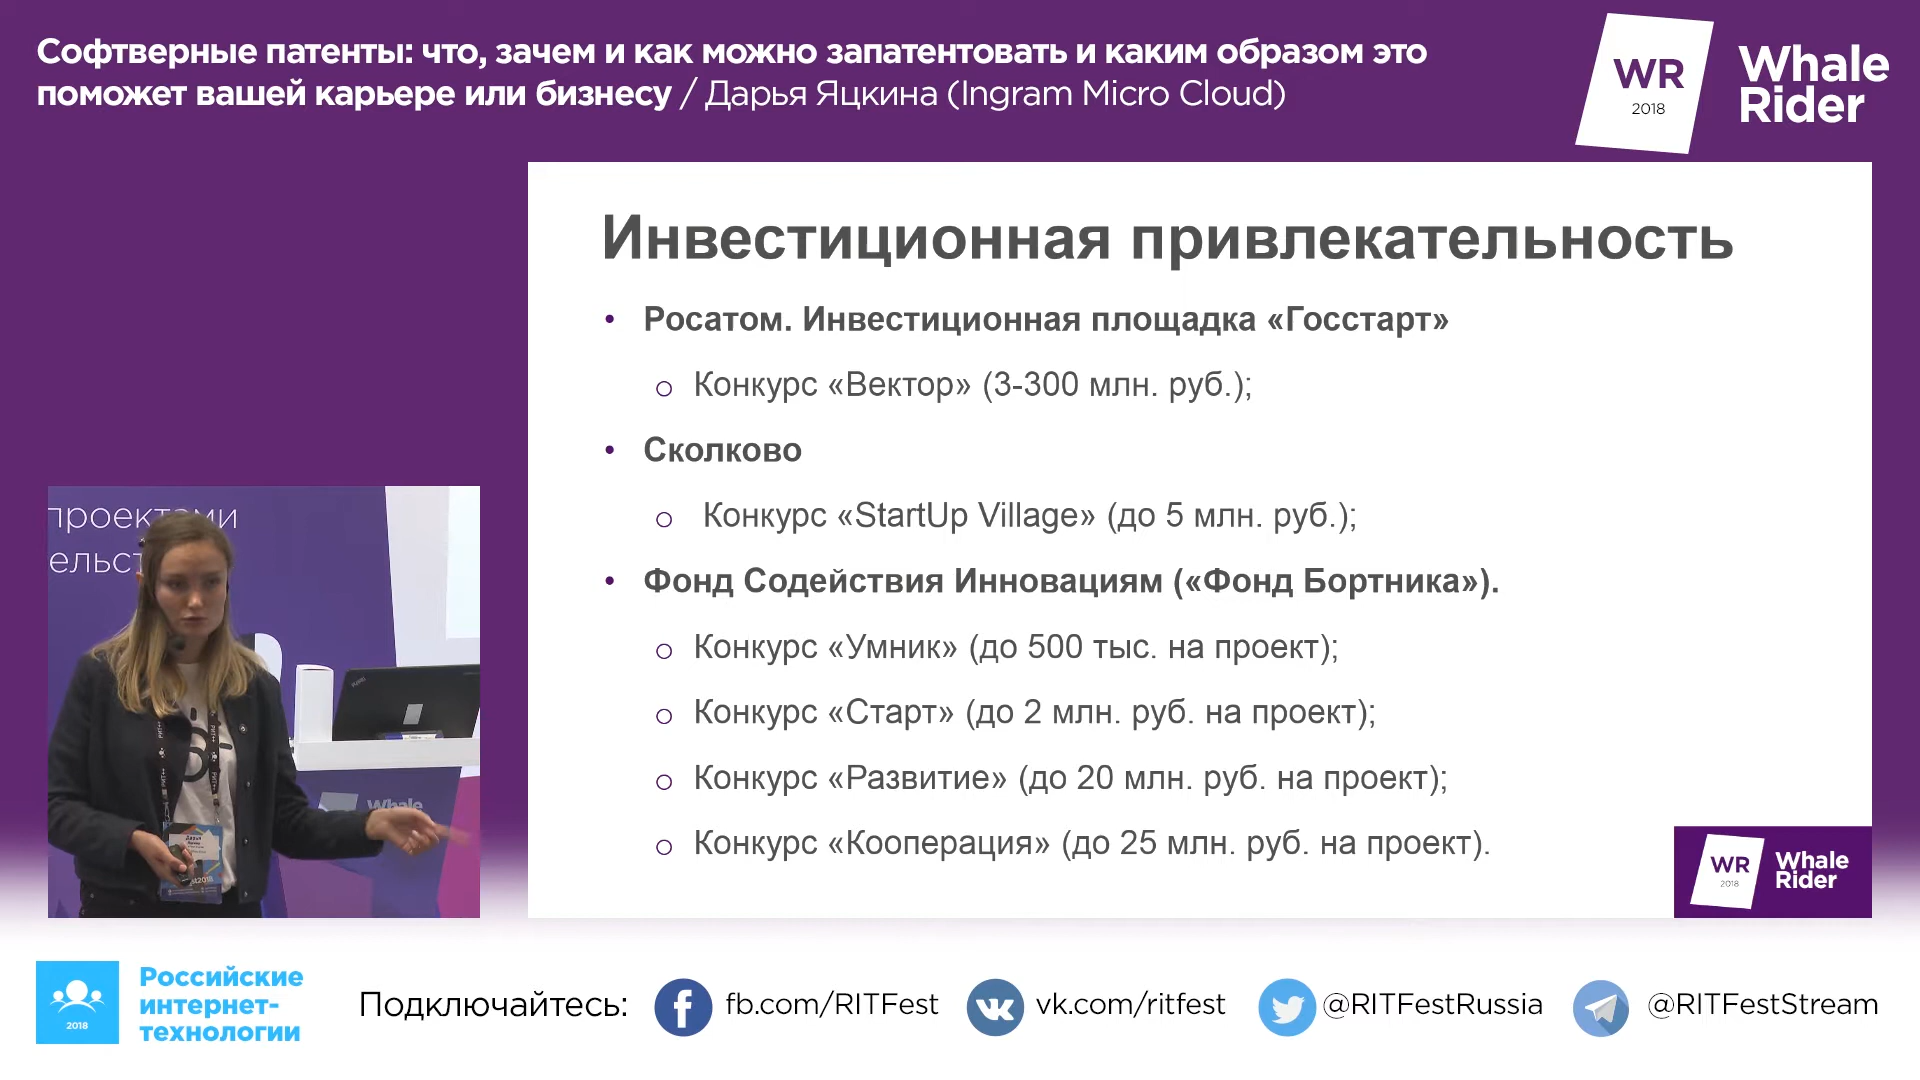 Софтверные патенты: что, зачем и как можно запатентовать и каким образом это
поможет вашей карьере или бизнесу / Дарья Яцкина (Ingram Micro Cloud)
WR
2018
Whale
Rider
Инвестиционная привлекательность
• Росатом. Инвестиционная площадка «Госстарт»
o Конкурс «Вектор» (3-300 млн. руб.);
• Сколково
o Конкурс «StartUp Village» (до 5 млн. руб.);
• Фонд Содействия Инновациям («Фонд Бортника»).
o Конкурс «Умник» (до 500 тыс. на проект);
o Конкурс «Старт» (до 2 млн. руб. на проект);
o Конкурс «Развитие» (до 20 млн. руб. на проект);
o Конкурс «Кооперация» (до 25 млн. руб. на проект).
WR
2018
Whale
Rider
проектами
ельст
Whale
2018
Российские
интернет-
технологии
Подключайтесь:
fb.com/RITFest
vk.com/ritfest
@RITFestRussia
@RITFestStream